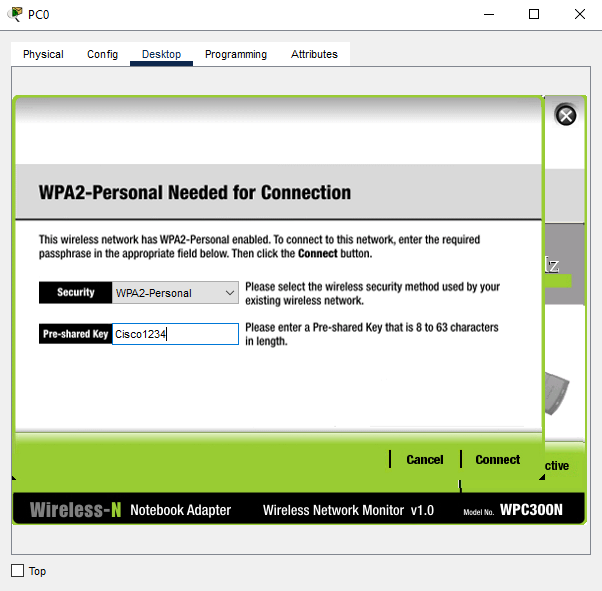 PC0
Physical Config Desktop Programming Attributes
WPA2-Personal Needed for Connection
This wireless network has WPA2-Personal enabled. To connect to this network, enter the required
passphrase in the appropriate field below. Then click the Connect button.
Security WPA2-Personal
Please select the wireless security method used by your
existing wireless network.
Pre-shared Key Cisco1234
Please enter a Pre-shared Key that is 8 to 63 characters
in length.
Cancel Connect
Wireless-N Notebook Adapter Wireless Network Monitor v1.0 Model No. WPC300N
Top